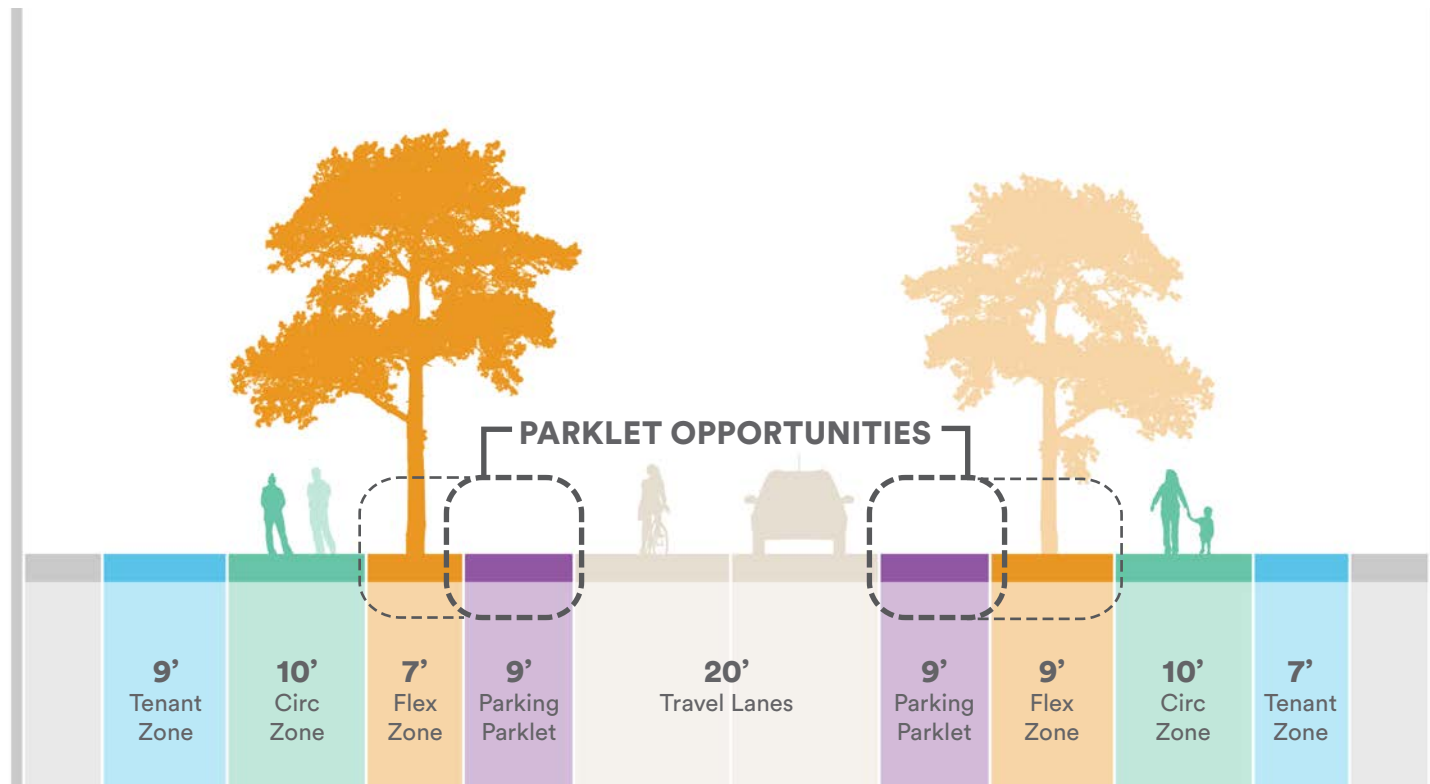 PARKLET OPPORTUNITIES
9’
Tenant
Zone
10’
Circ
Zone
7’
Flex
Zone
9’
Parking
Parklet
20’
Travel Lanes
9’
Parking
Parklet
9’
Flex
Zone
10’
Circ
Zone
7’
Tenant
Zone